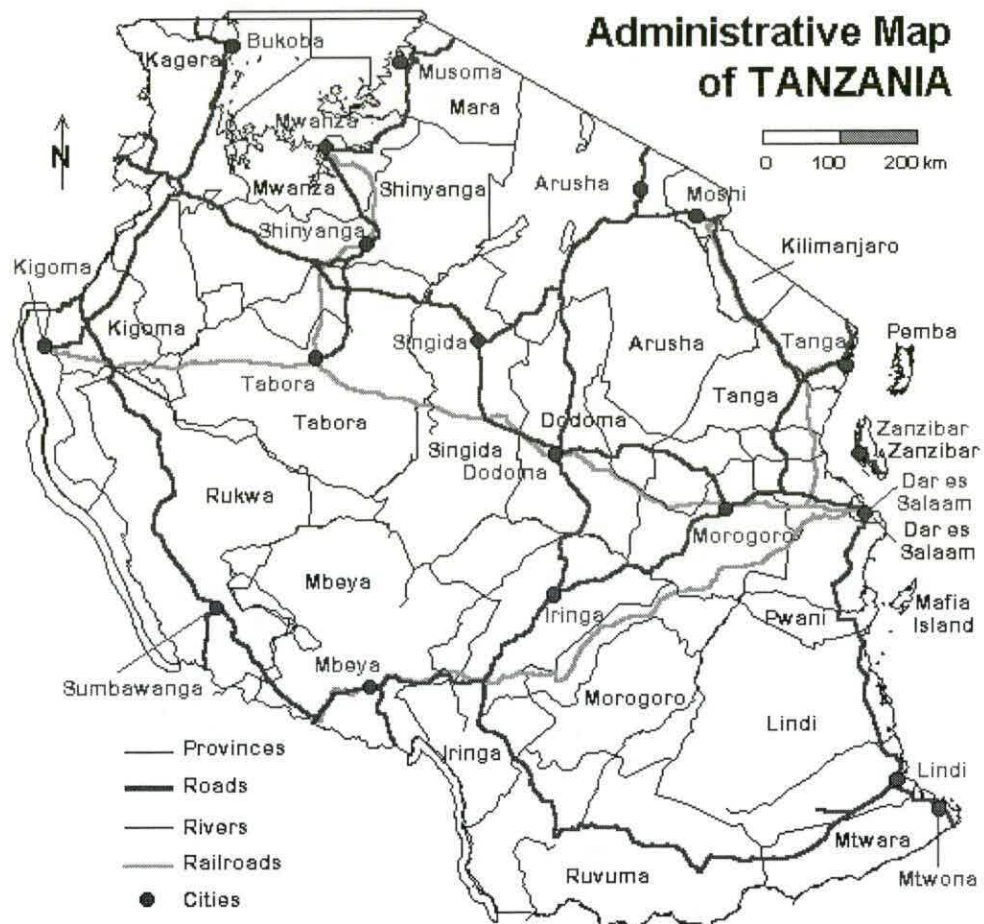 Administrative Map
of TANZANIA
0 100 200 km
N
Bukoba
Kagera
Musoma
Mara
Mwanza
Mwanza
Shinyanga
Arusha
Moshi
Shinyanga
Kilimanjaro
Kigoma
Kigoma
Singida
Arusha
Tanga
Pemba
Tabora
Tanga
Tabora
Dodoma
Singida
Dodoma
Zanzibar
Zanzibar
Rukwa
Dar es
Salaam
Morogoro
Dar es
Salaam
Mbeya
Iringa
Pwani
Mafia
Island
Mbeya
Sumbawanga
Morogoro
Lindi
Iringa
Lindi
Mtwara
Ruvuma
Mtwona
Provinces
Roads
Rivers
Railroads
Cities